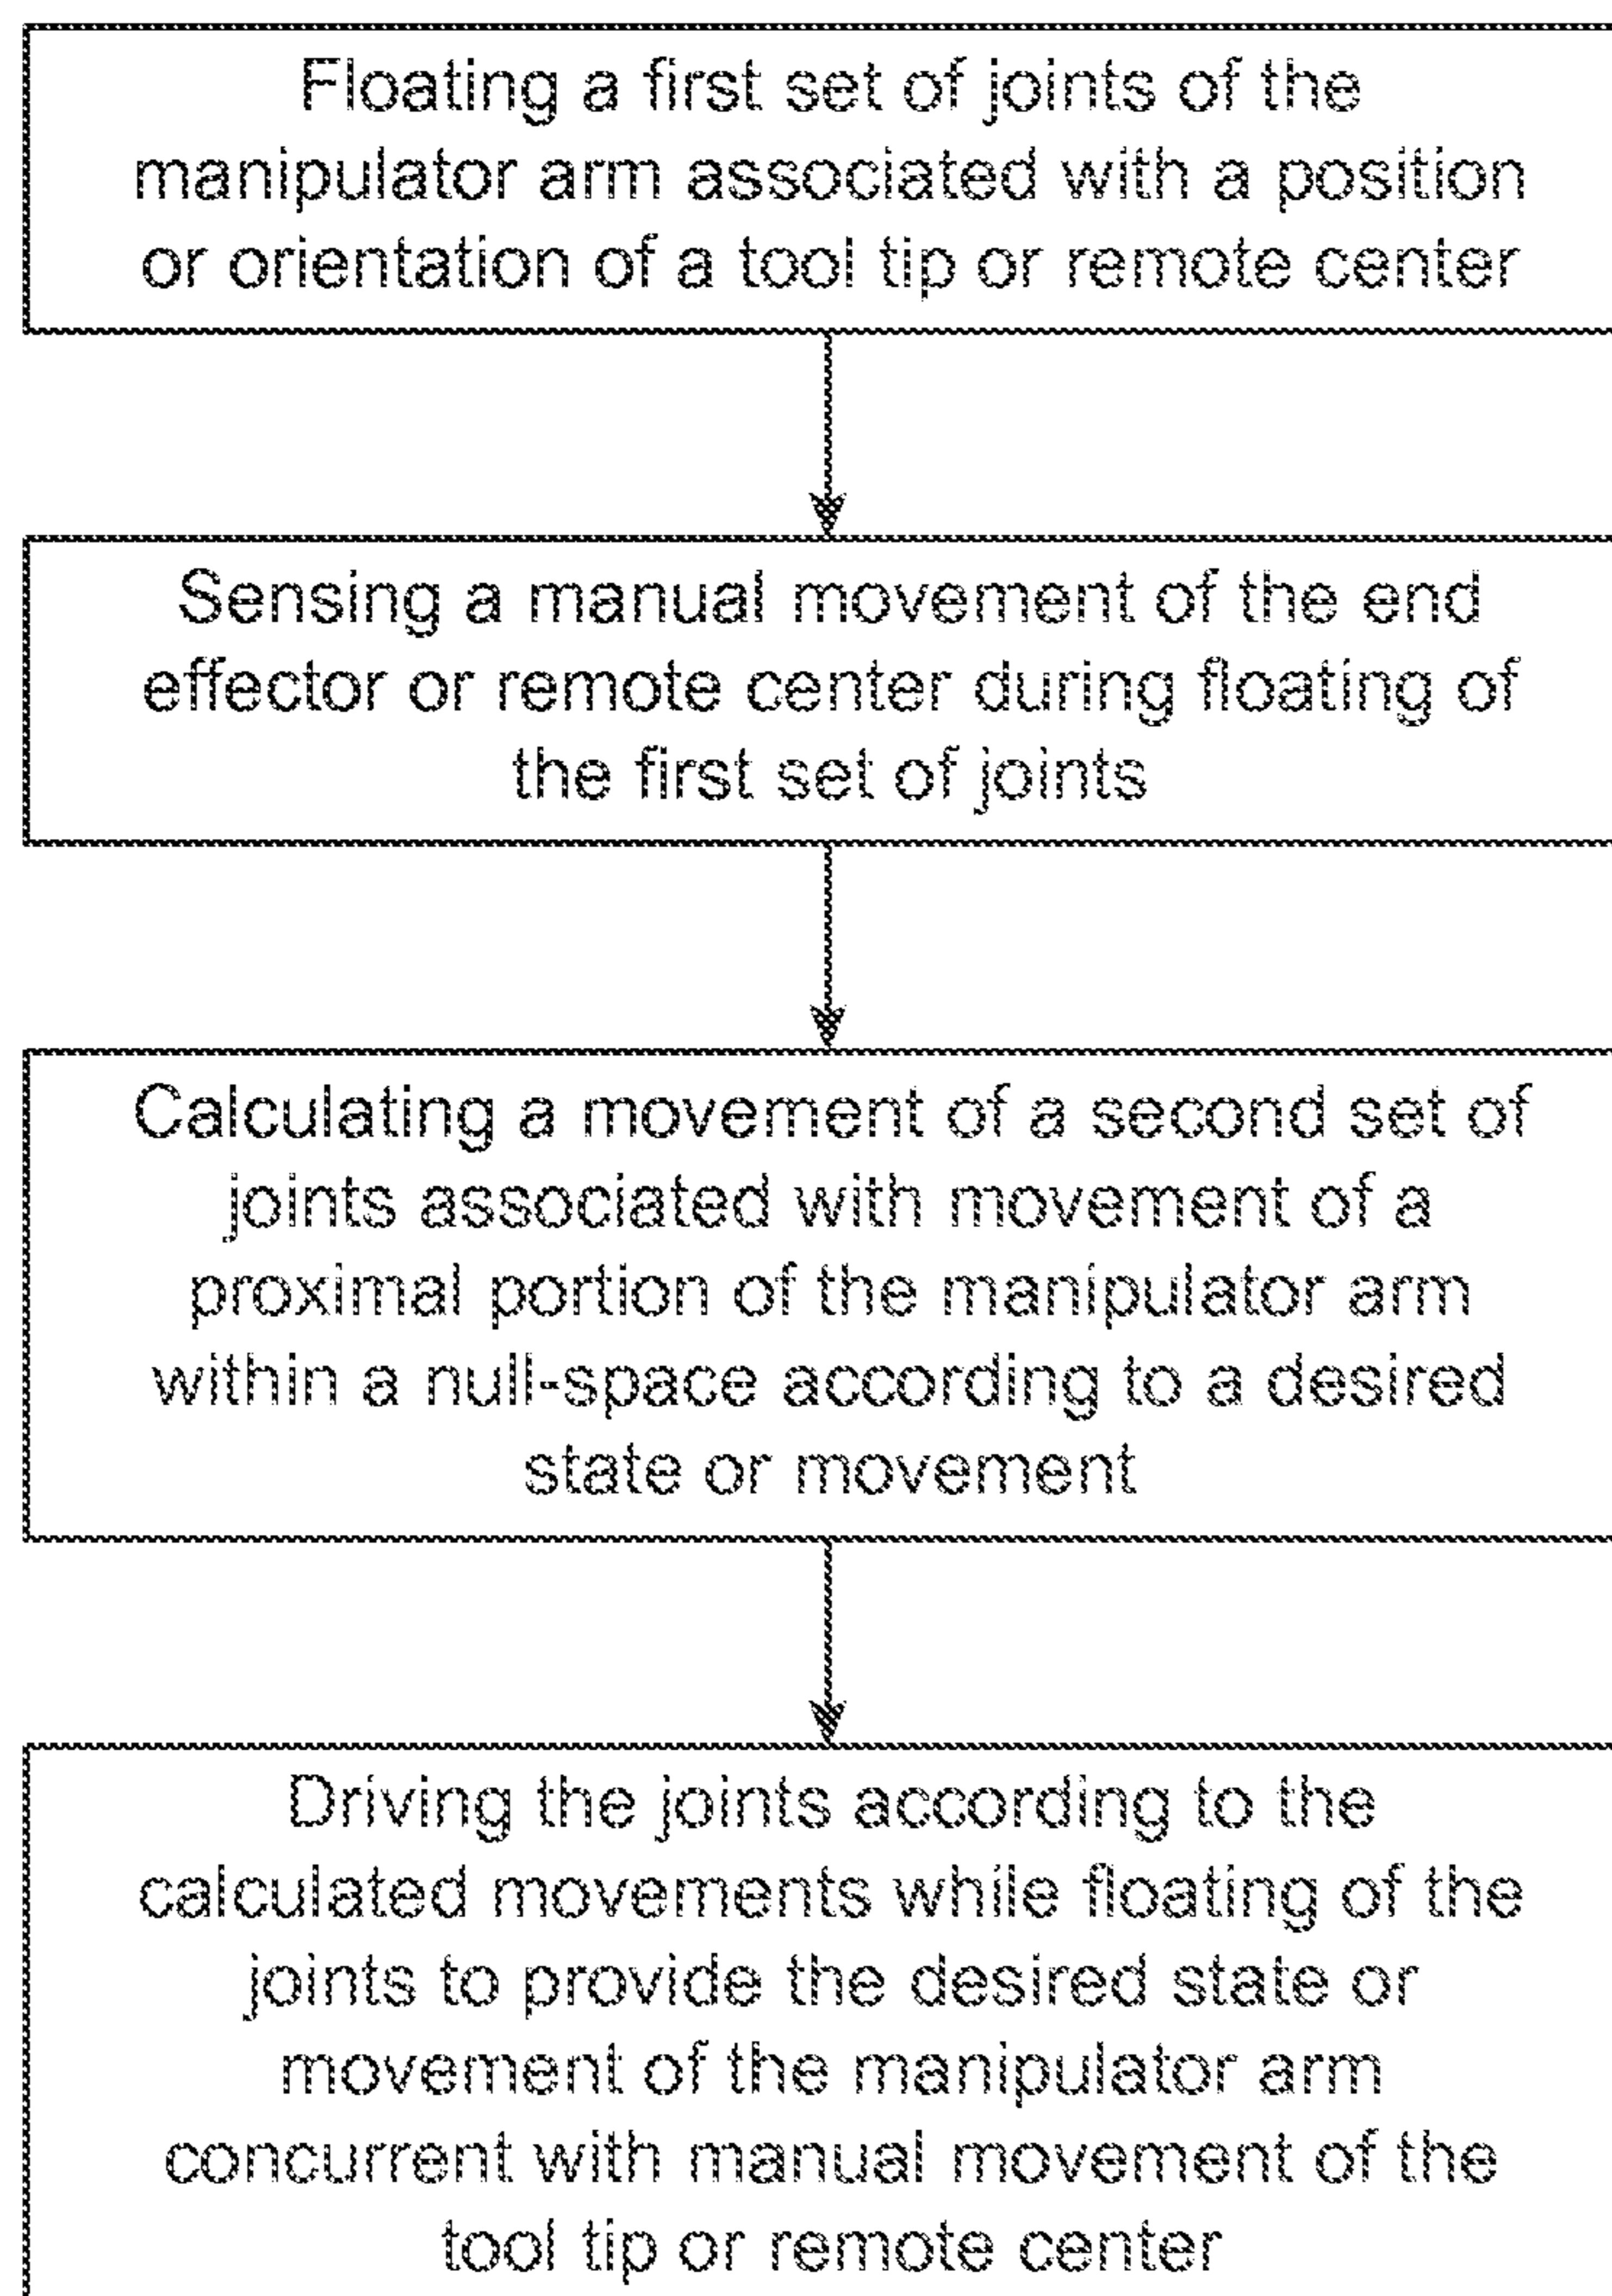 Floating a first set of joints of the
manipulator arm associated with a position
or orientation of a tool tip or remote center
Sensing a manual movement of the end
effector or remote center during floating of
the first set of joints
Calculating a movement of a second set of
joints associated with movement of a
proximal portion of the manipulator arm
within a null-space according to a desired
state or movement
Driving the joints according to the
calculated movements while floating of the
joints to provide the desired state or
movement of the manipulator arm
concurrent with manual movement of the
tool tip or remote center